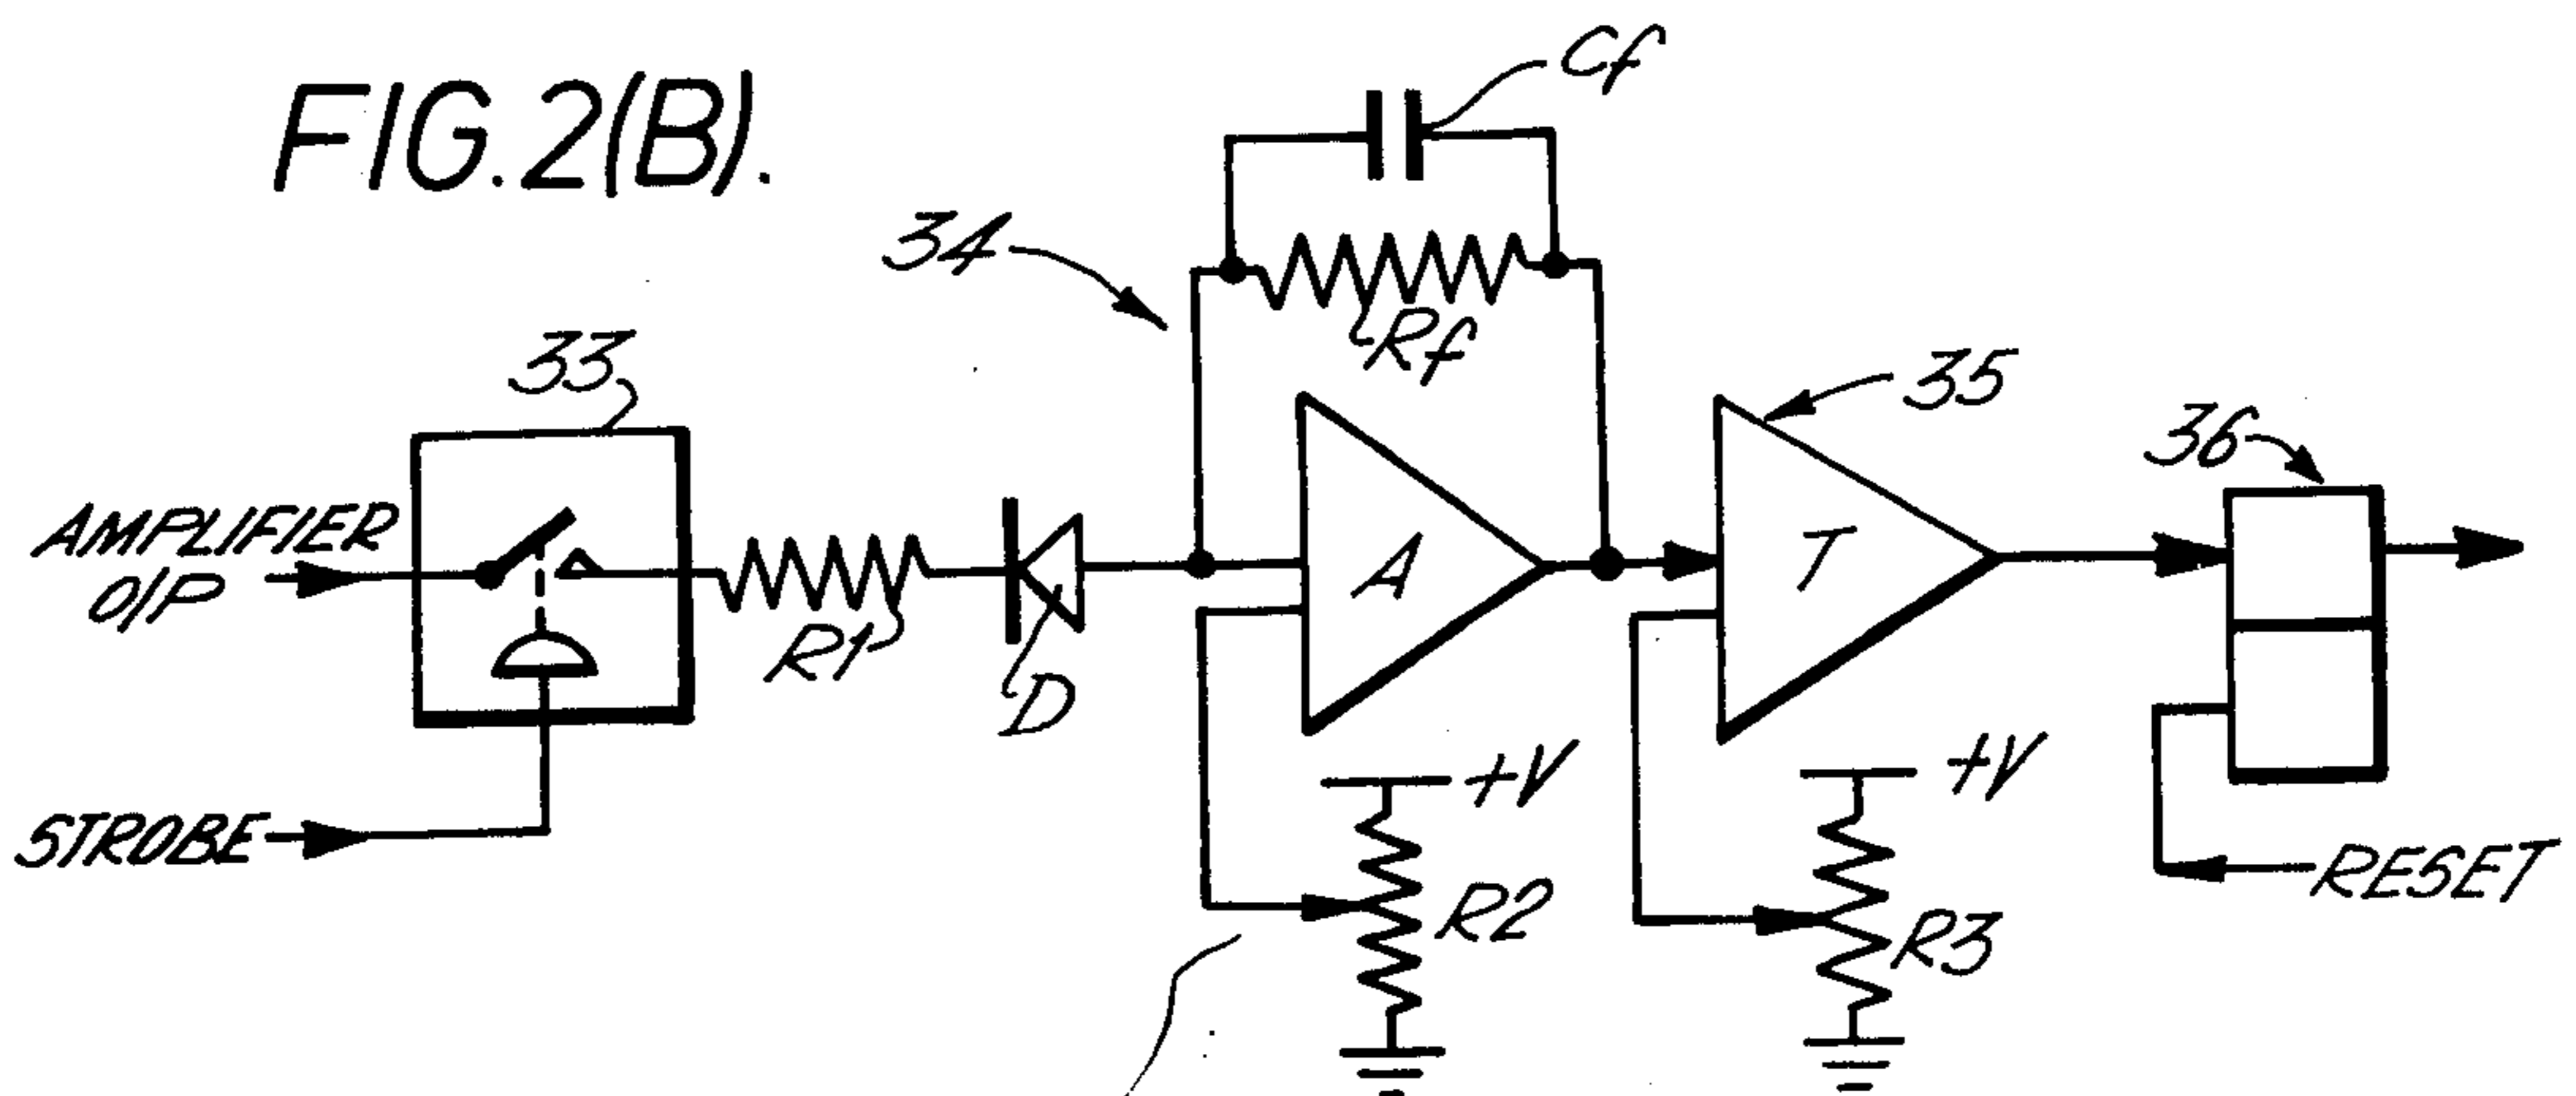 FIG. 2(B).
Cf
34
Rf
33
35
36
AMPLIFIER
O/P
R1
D
A
T
+V
+V
STROBE
R2
R3
RESET